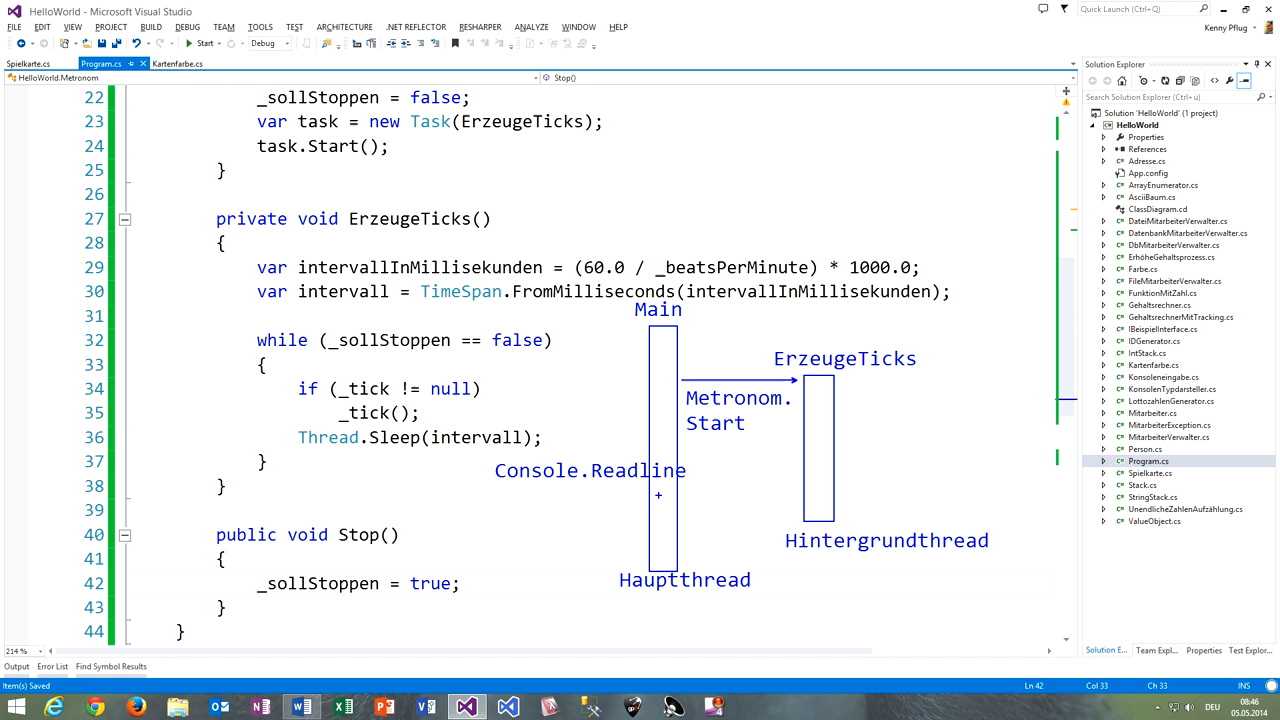 HelloWorld - Microsoft Visual Studio
Quick Launch (Ctrl+Ü)
FILE EDIT VIEW PROJECT BUILD DEBUG TEAM TOOLS TEST ARCHITECTURE .NET REFLECTOR RESHARPER ANALYZE WINDOW HELP
Kenny Pflug
Start
Debug
Spielkarte.cs
Program.cs
Kartenfarbe.cs
HelloWorld.Metronom
Stop()
22 _sollStoppen = false;
23 var task = new Task(ErzeugeTicks);
24 task.Start();
25 }
26
27 private void ErzeugeTicks()
28 {
29 var intervallInMillisekunden = (60.0 / _beatsPerMinute) * 1000.0;
30 var intervall = TimeSpan.FromMilliseconds(intervallInMillisekunden);
31
32 while (_sollStoppen == false)
33 {
34 if (_tick != null)
35 _tick();
36 Thread.Sleep(intervall);
37 }
38 }
39
40 public void Stop()
41 {
42 _sollStoppen = true;
43 }
44 }
Main
ErzeugeTicks
Metronom.
Start
Console.Readline
Hintergrundthread
Hauptthread
214 %
Solution Explorer
Search Solution Explorer (Ctrl+ü)
Solution 'HelloWorld' (1 project)
HelloWorld
Properties
References
Adresse.cs
App.config
ArrayEnumerator.cs
AsciiBaum.cs
ClassDiagram.cd
DateiMitarbeiterVerwalter.cs
DatenbankMitarbeiterVerwalter.cs
DbMitarbeiterVerwalter.cs
ErhöheGehaltsprozess.cs
Farbe.cs
FileMitarbeiterVerwalter.cs
FunktionMitZahl.cs
Gehaltsrechner.cs
GehaltsrechnerMitTracking.cs
IBeispielInterface.cs
IDGenerator.cs
IntStack.cs
Kartenfarbe.cs
Konsoleneingabe.cs
KonsolenTypdarsteller.cs
LottozahlenGenerator.cs
Mitarbeiter.cs
MitarbeiterException.cs
MitarbeiterVerwalter.cs
Person.cs
Program.cs
Spielkarte.cs
Stack.cs
StringStack.cs
UnendlicheZahlenAufzählung.cs
ValueObject.cs
Solution E... Team Expl... Properties Test Explor...
Output Error List Find Symbol Results
Item(s) Saved
Ln 42 Col 33 Ch 33 INS
DEU
08:46
05.05.2014